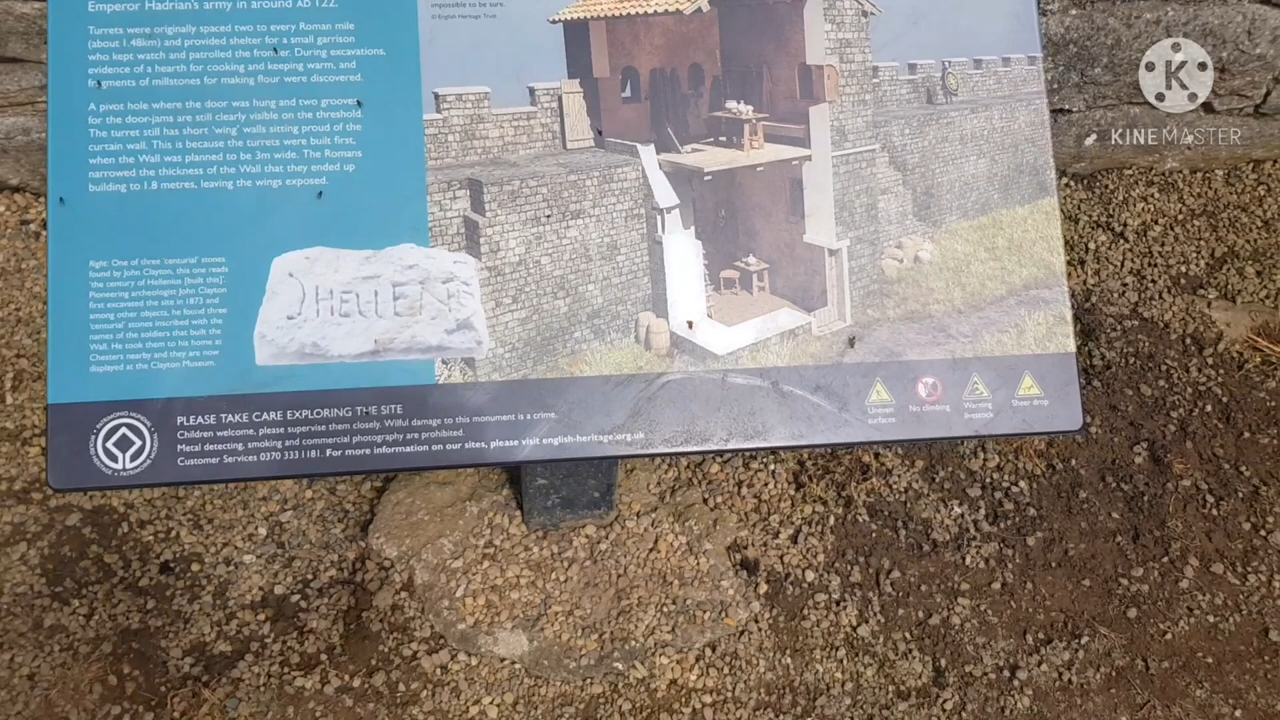 Emperor Hadrian's army in around AD 122.
Turrets were originally spaced two to every Roman mile
(about 1.48km) and provided shelter for a small garrison
who kept watch and patrolled the frontier. During excavations,
evidence of a hearth for cooking and keeping warm, and
fragments of millstones for making flour were discovered.
A pivot hole where the door was hung and two grooves
for the door-jams are still clearly visible on the threshold.
The turret still has short 'wing' walls sitting proud of the
curtain wall. This is because the turrets were built first,
when the Wall was planned to be 3m wide. The Romans
narrowed the thickness of the Wall that they ended up
building to 1.8 metres, leaving the wings exposed.
impossible to be sure.
© English Heritage Trust
Right: One of three 'centurial' stones
found by John Clayton, this one reads
'the century of Hellenius [built this]'.
Pioneering archeologist John Clayton
first excavated the site in 1873 and
among other objects, he found three
'centurial' stones inscribed with the
names of the soldiers that built the
Wall. He took them to his home at
Chesters nearby and they are now
displayed at the Clayton Museum.
HELLENI
PATRIMONIO MUNDIAL
WORLD HERITAGE
PATRIMOINE MONDIAL
PLEASE TAKE CARE EXPLORING THE SITE
Children welcome, please supervise them closely. Wilful damage to this monument is a crime.
Metal detecting, smoking and commercial photography are prohibited.
Customer Services 0370 333 1181. For more information on our sites, please visit english-heritage.org.uk
Uneven
surfaces
No climbing
Warning
livestock
Sheer drop
K
KINEMASTER